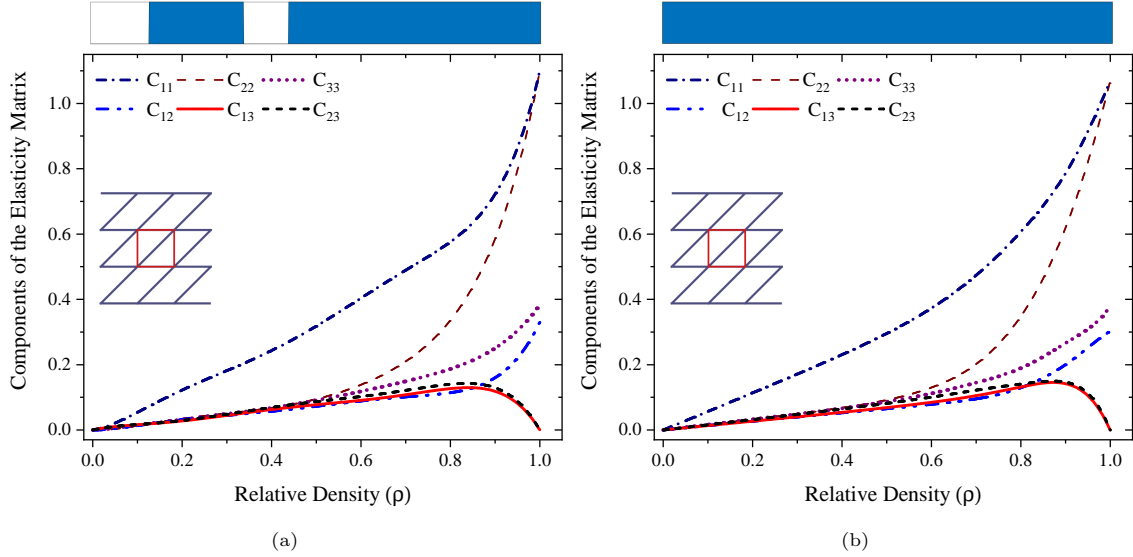 C11 C22 C33
C12 C13 C23
Components of the Elasticity Matrix
1.0
0.8
0.6
0.4
0.2
0.0
0.0 0.2 0.4 0.6 0.8 1.0
Relative Density (ρ)
(a)
C11 C22 C33
C12 C13 C23
Components of the Elasticity Matrix
1.0
0.8
0.6
0.4
0.2
0.0
0.0 0.2 0.4 0.6 0.8 1.0
Relative Density (ρ)
(b)